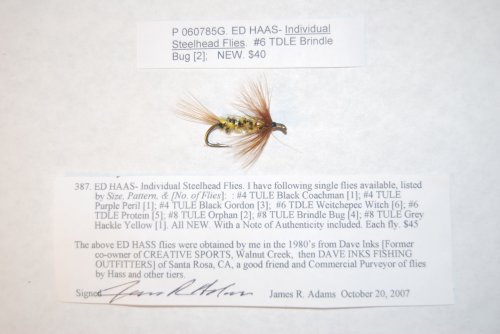 P 060785G. ED HAAS- Individual
Steelhead Flies. #6 TDLE Brindle
Bug [2]; NEW. $40
387. ED HAAS- Individual Steelhead Flies. I have following single flies available, listed
by Size, Pattern, & [No. of Flies]: : #4 TULE Black Coachman [1]; #4 TULE
Purple Peril [1]; #4 TULE Black Gordon [3]; #6 TDLE Weitchepec Witch [6]; #6
TDLE Protein [5]; #8 TULE Orphan [2]; #8 TULE Brindle Bug [4]; #8 TULE Grey
Hackle Yellow [1]. All NEW. With a Note of Authenticity included. Each fly. $45
The above ED HASS flies were obtained by me in the 1980's from Dave Inks [Former
co-owner of CREATIVE SPORTS, Walnut Creek, then DAVE INKS FISHING
OUTFITTERS] of Santa Rosa, CA, a good friend and Commercial Purveyor of flies
by Hass and other tiers.
Signed James R. Adams James R. Adams October 20, 2007